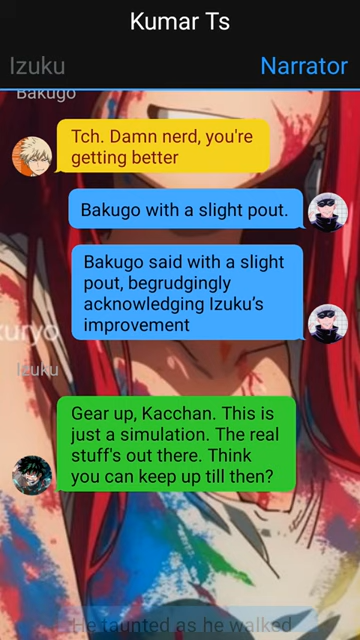 Kumar Ts
Izuku
Narrator
Bakugo
Tch. Damn nerd, you're
getting better
Bakugo with a slight pout.
Bakugo said with a slight
pout, begrudgingly
acknowledging Izuku’s
improvement
kuryo
Izuku
Gear up, Kacchan. This is
just a simulation. The real
stuff's out there. Think
you can keep up till then?
He taunted as he walked